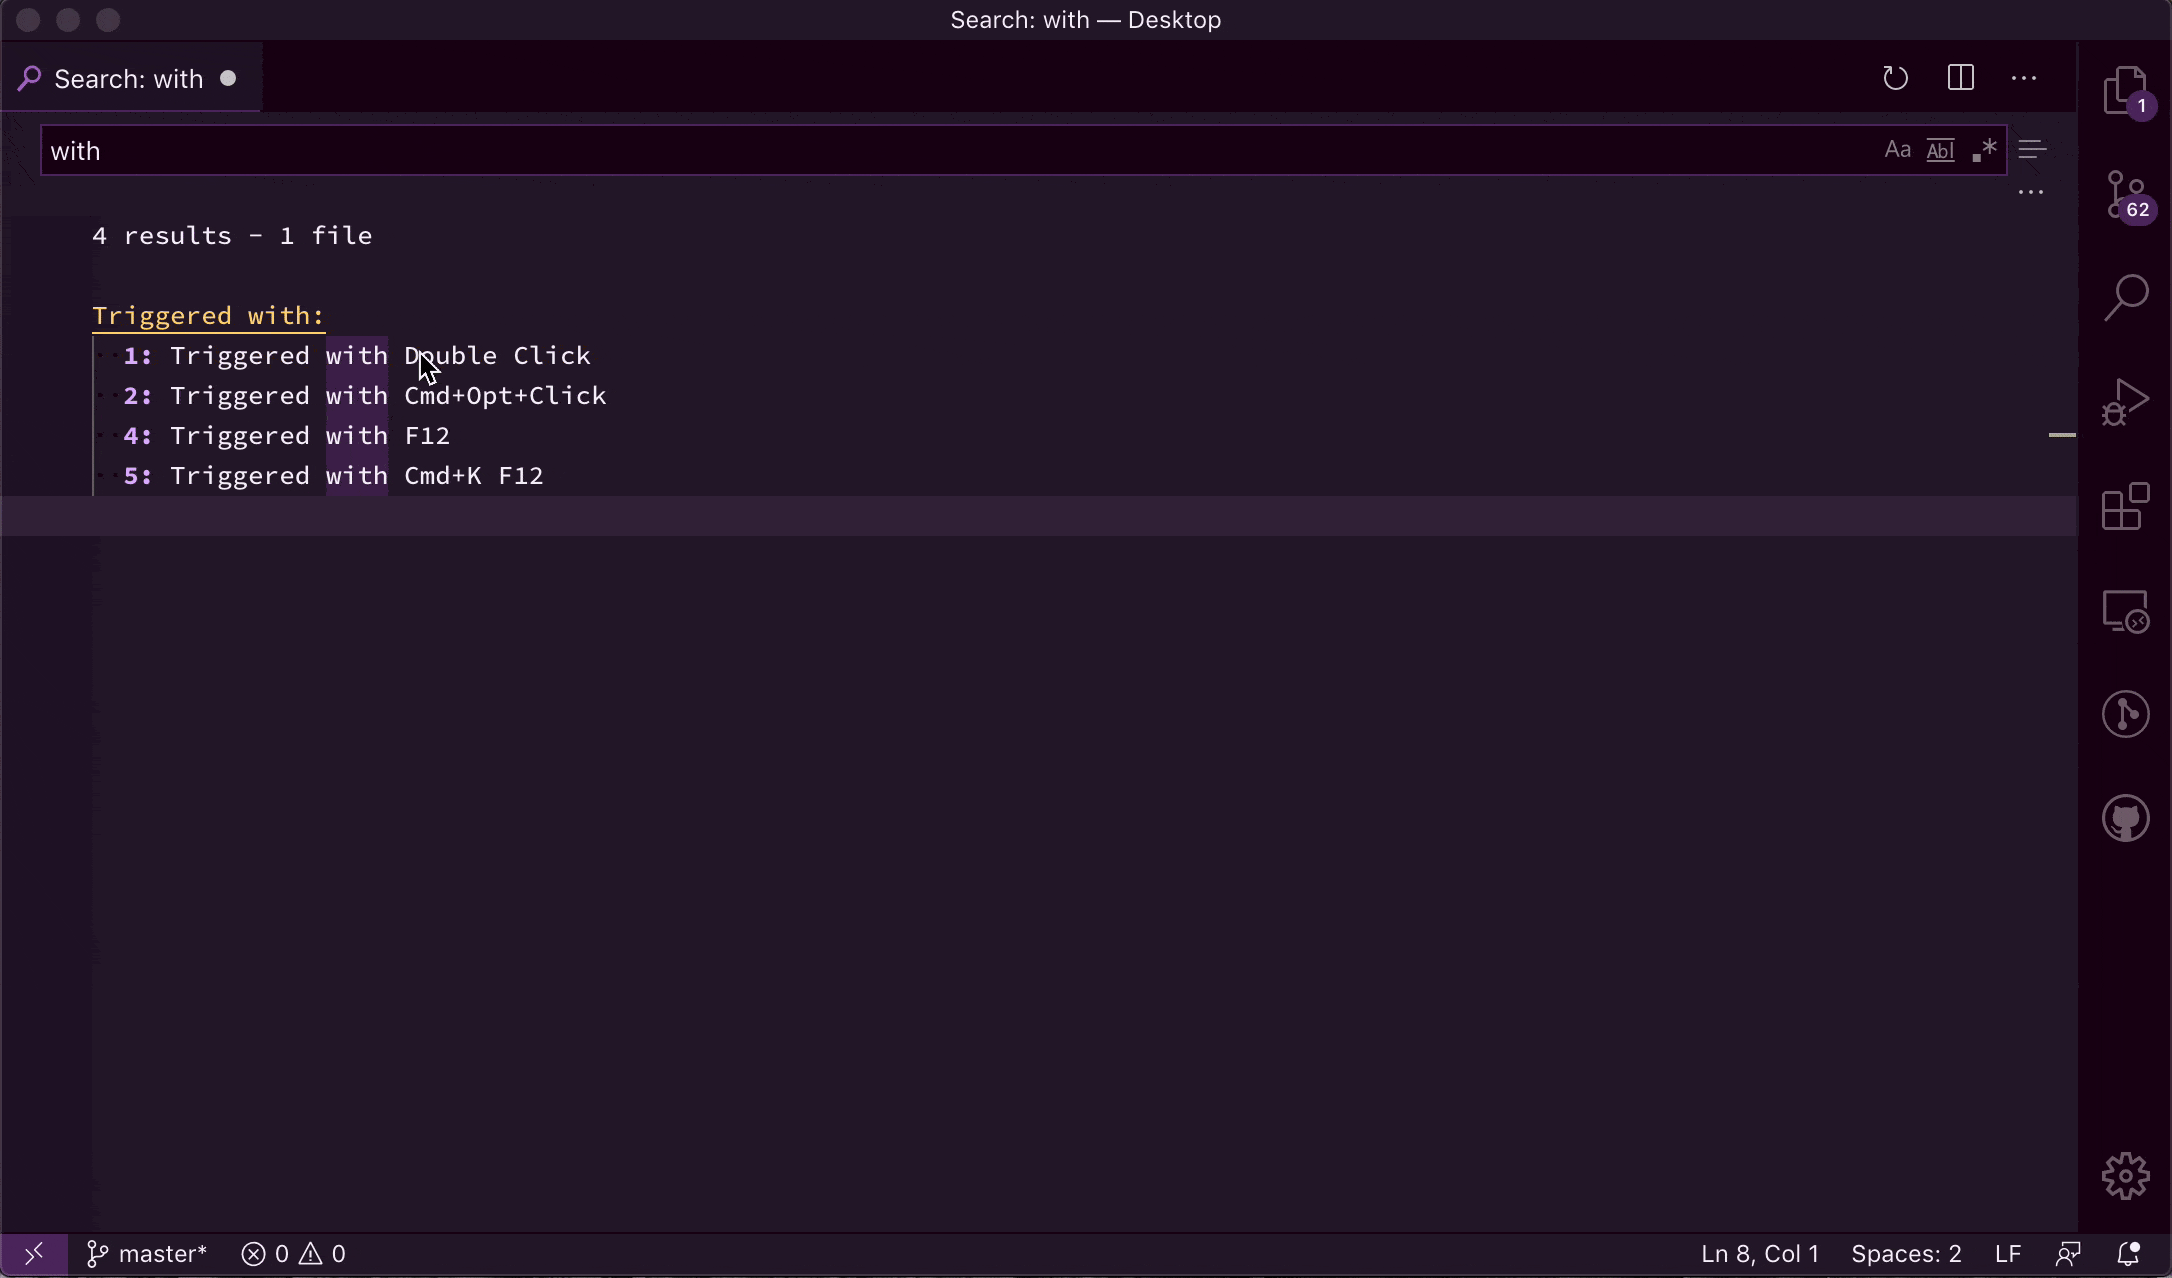 Search: with — Desktop
Search: with
1
with
Aa Abl .*
62
4 results - 1 file
Triggered with:
1: Triggered with Double Click
2: Triggered with Cmd+Opt+Click
4: Triggered with F12
5: Triggered with Cmd+K F12
master* 0 0 Ln 8, Col 1 Spaces: 2 LF